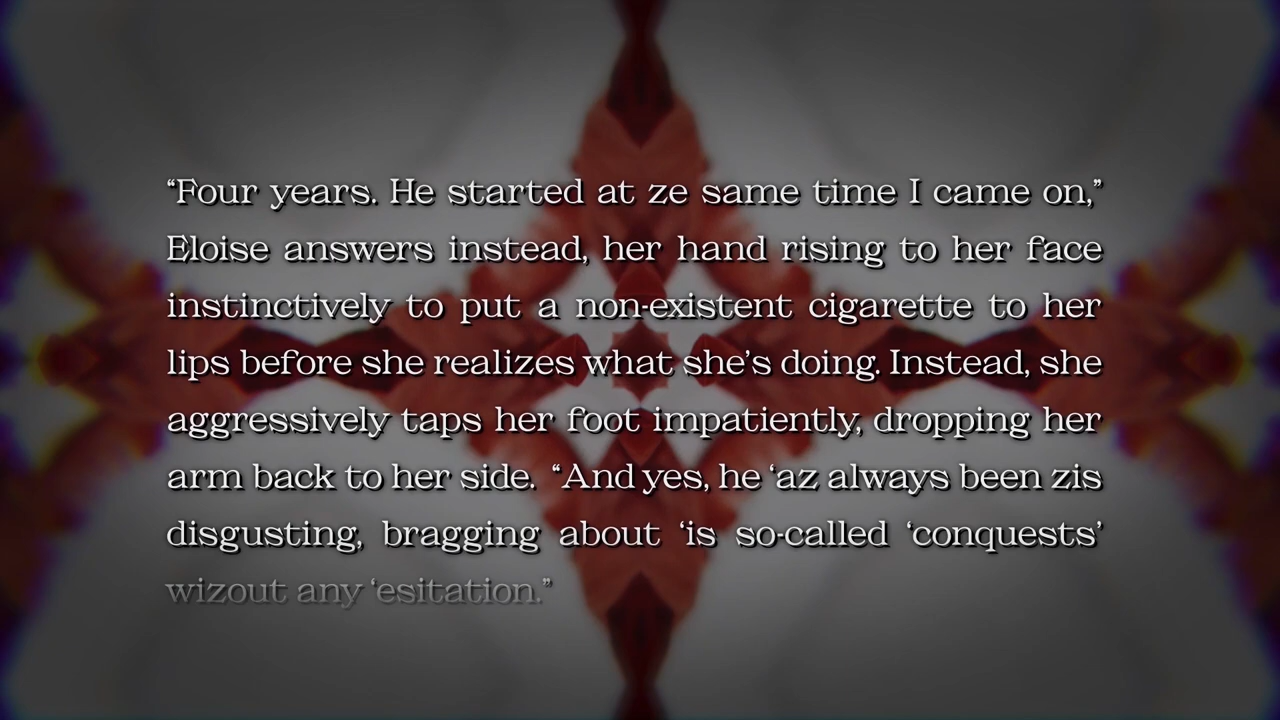 “Four years. He started at ze same time I came on,”
Eloise answers instead, her hand rising to her face
instinctively to put a non-existent cigarette to her
lips before she realizes what she’s doing. Instead, she
aggressively taps her foot impatiently, dropping her
arm back to her side. “And yes, he ‘az always been zis
disgusting, bragging about ‘is so-called ‘conquests’
wizout any ‘esitation.”